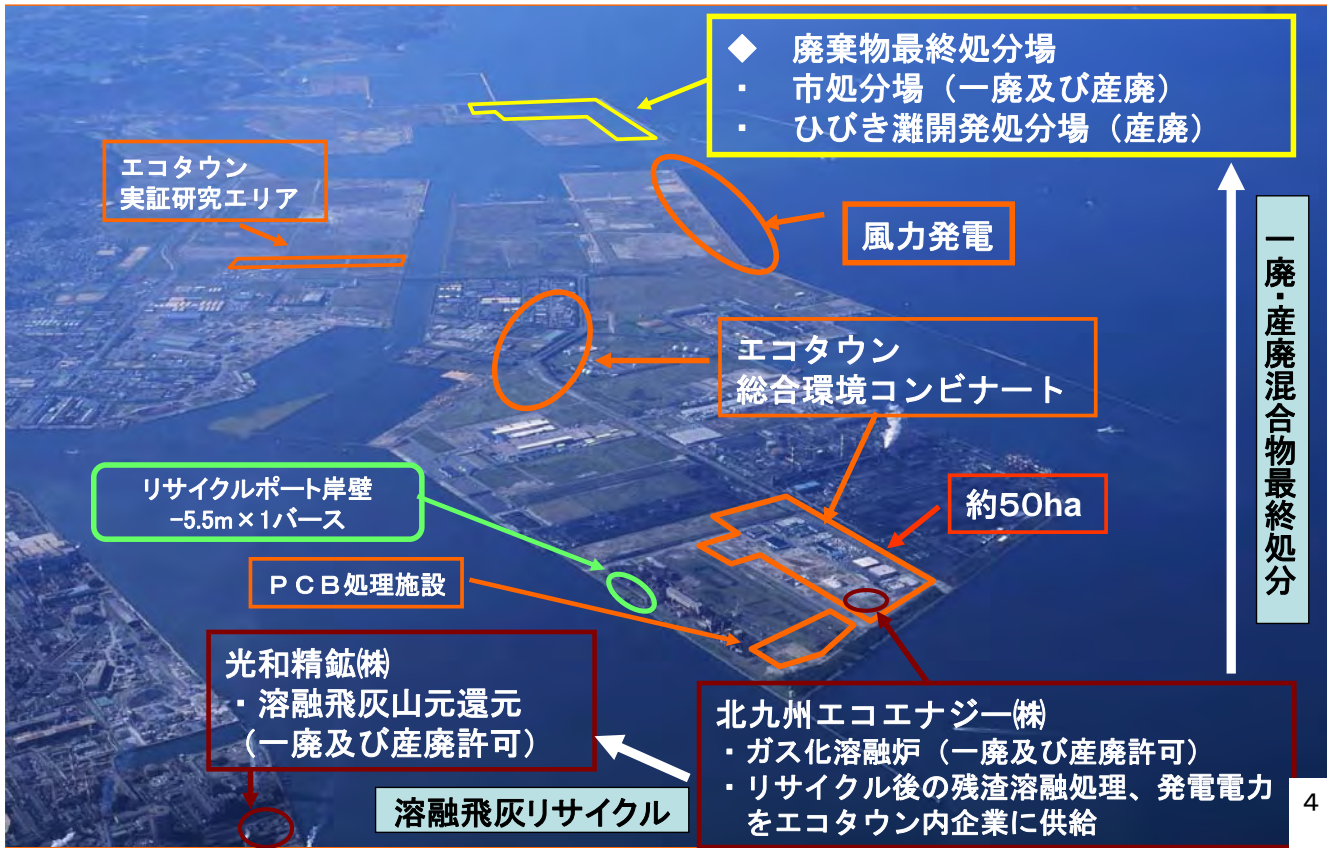 ◆ 廃棄物最終処分場
・ 市処分場（一廃及び産廃）
・ ひびき灘開発処分場（産廃）
エコタウン
実証研究エリア
風力発電
一廃・産廃混合物最終処分
エコタウン
総合環境コンビナート
リサイクルポート岸壁
-5.5m×1バース
約50ha
ＰＣＢ処理施設
光和精鉱㈱
・溶融飛灰山元還元
（一廃及び産廃許可）
北九州エコエナジー㈱
・ガス化溶融炉（一廃及び産廃許可）
・リサイクル後の残渣溶融処理、発電電力
をエコタウン内企業に供給
溶融飛灰リサイクル
4